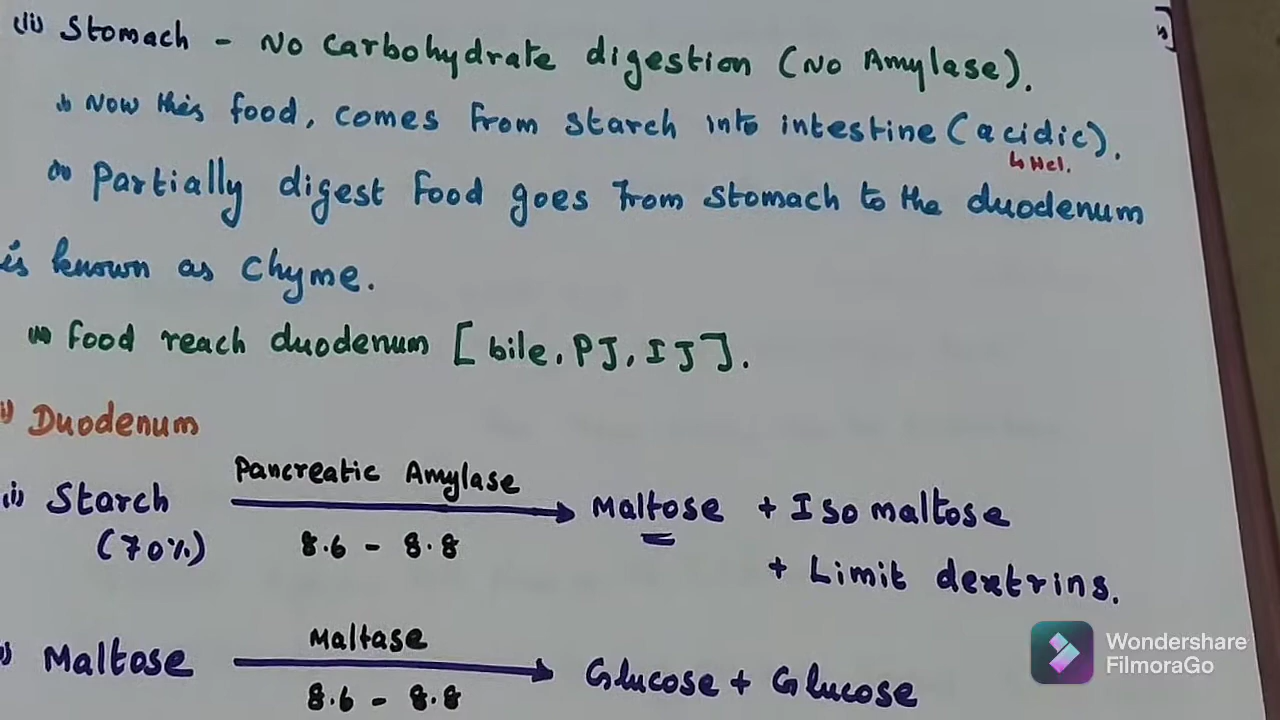 (ii) Stomach - No Carbohydrate digestion (No Amylase).
Now this food, comes from starch into intestine (acidic).
↳ Hcl.
Partially digest food goes from stomach to the duodenum
is known as Chyme.
food reach duodenum [bile, PJ, IJ].
Duodenum
(i) Starch (70%) Pancreatic Amylase 8.6 - 8.8 Maltose + Iso maltose
+ Limit dextrins.
Maltose Maltase 8.6 - 8.8 Glucose + Glucose
Wondershare
FilmoraGo